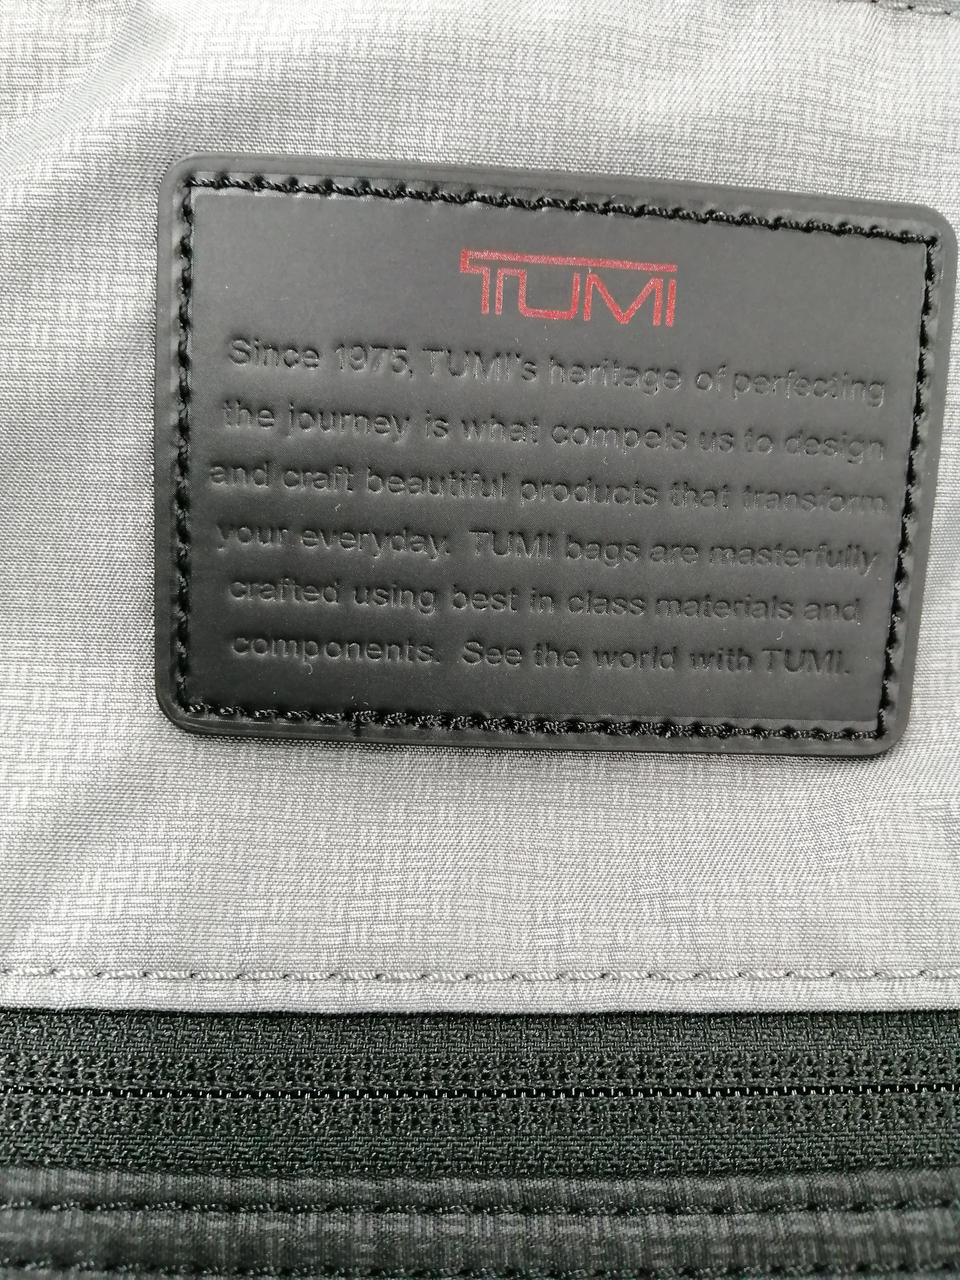 TUMI
Since 1975, TUMI's heritage of perfecting
the journey is what compels us to design
and craft beautiful products that transform
your everyday. TUMI bags are masterfully
crafted using best in class materials and
components. See the world with TUMI.